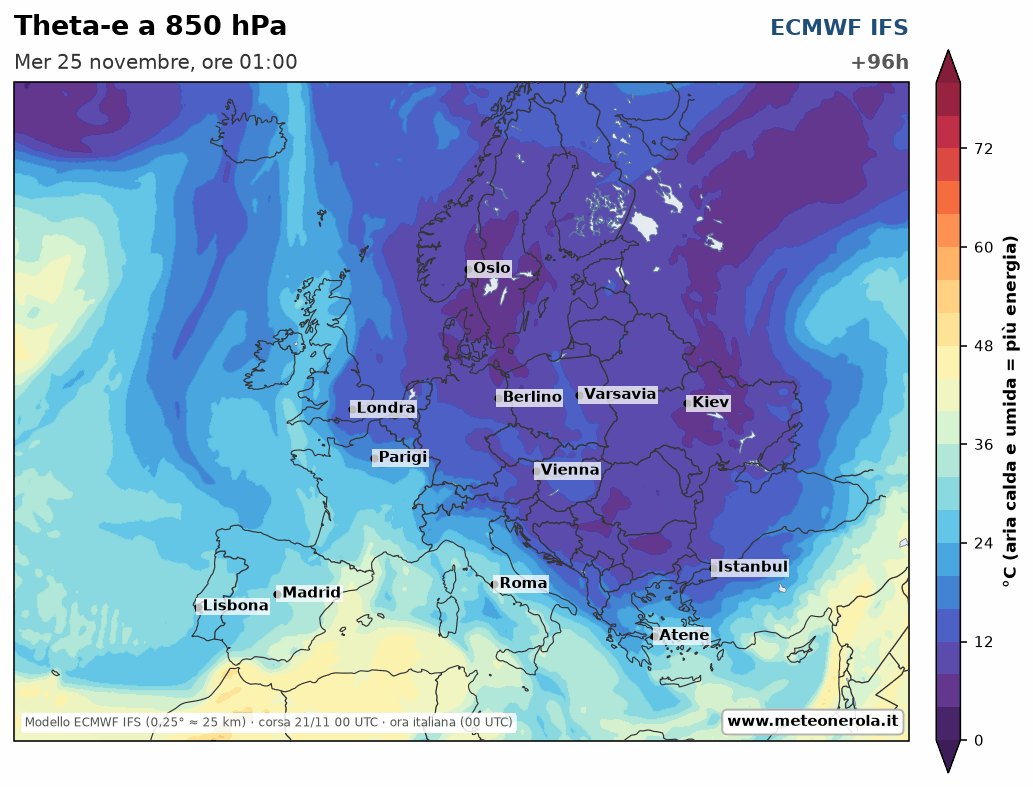 Theta-e a 850 hPa
ECMWF IFS
Mer 25 novembre, ore 01:00
+96h
Oslo
Londra
Berlino
Varsavia
Kiev
Parigi
Vienna
Istanbul
Roma
Madrid
Lisbona
Atene
Modello ECMWF IFS (0,25° ≈ 25 km) · corsa 21/11 00 UTC · ora italiana (00 UTC)
www.meteonerola.it
72
60
48
36
24
12
0
°C (aria calda e umida = più energia)